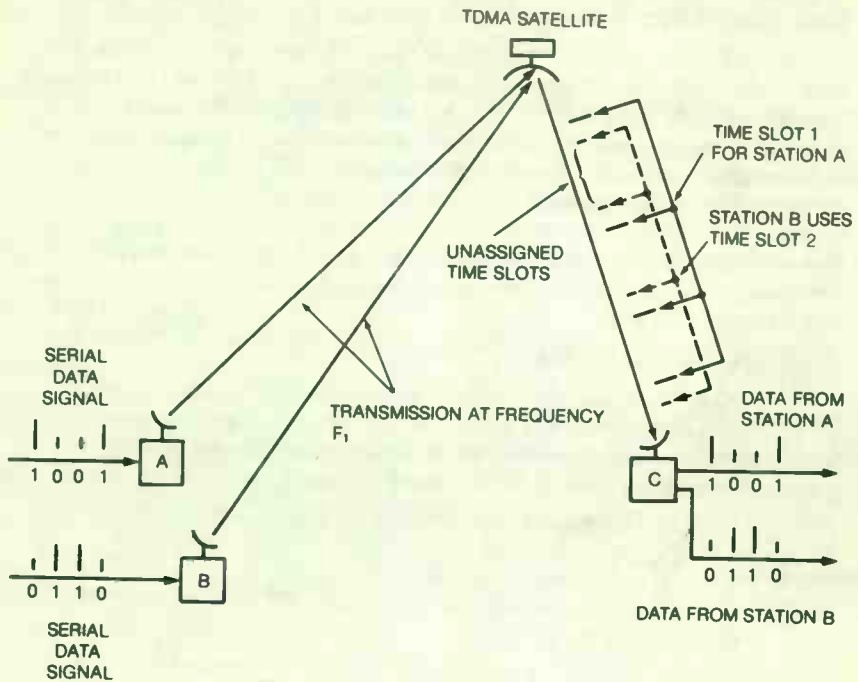 TDMA SATELLITE
TIME SLOT 1
FOR STATION A
STATION B USES
TIME SLOT 2
UNASSIGNED
TIME SLOTS
SERIAL
DATA
SIGNAL
TRANSMISSION AT FREQUENCY
F₁
DATA FROM
STATION A
A
1 0 0 1
C
1 0 0 1
B
0 1 1 0
0 1 1 0
SERIAL
DATA
SIGNAL
DATA FROM STATION B